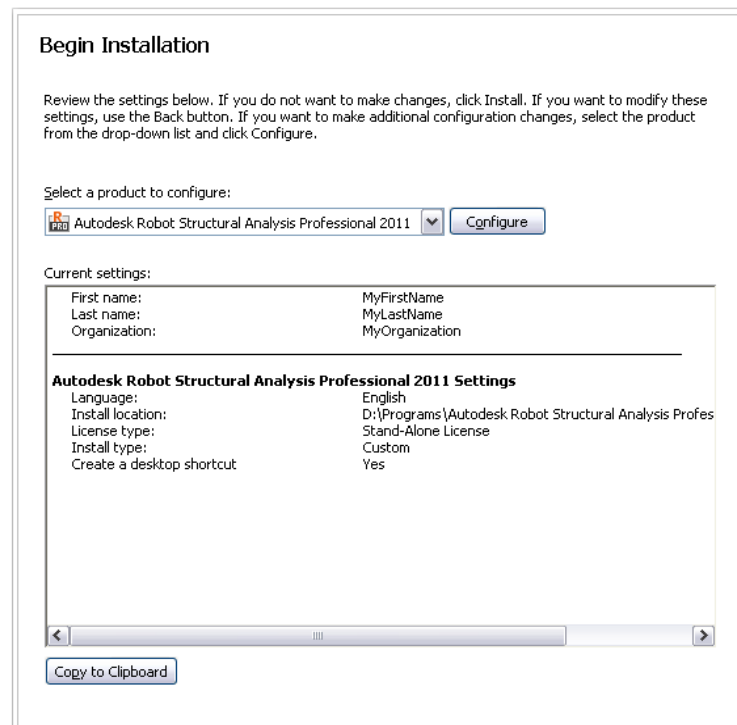 Begin Installation
Review the settings below. If you do not want to make changes, click Install. If you want to modify these
settings, use the Back button. If you want to make additional configuration changes, select the product
from the drop-down list and click Configure.
Select a product to configure:
R PRO Autodesk Robot Structural Analysis Professional 2011 Configure
Current settings:
First name: MyFirstName
Last name: MyLastName
Organization: MyOrganization
Autodesk Robot Structural Analysis Professional 2011 Settings
Language: English
Install location: D:\Programs\Autodesk Robot Structural Analysis Profes
License type: Stand-Alone License
Install type: Custom
Create a desktop shortcut Yes
Copy to Clipboard